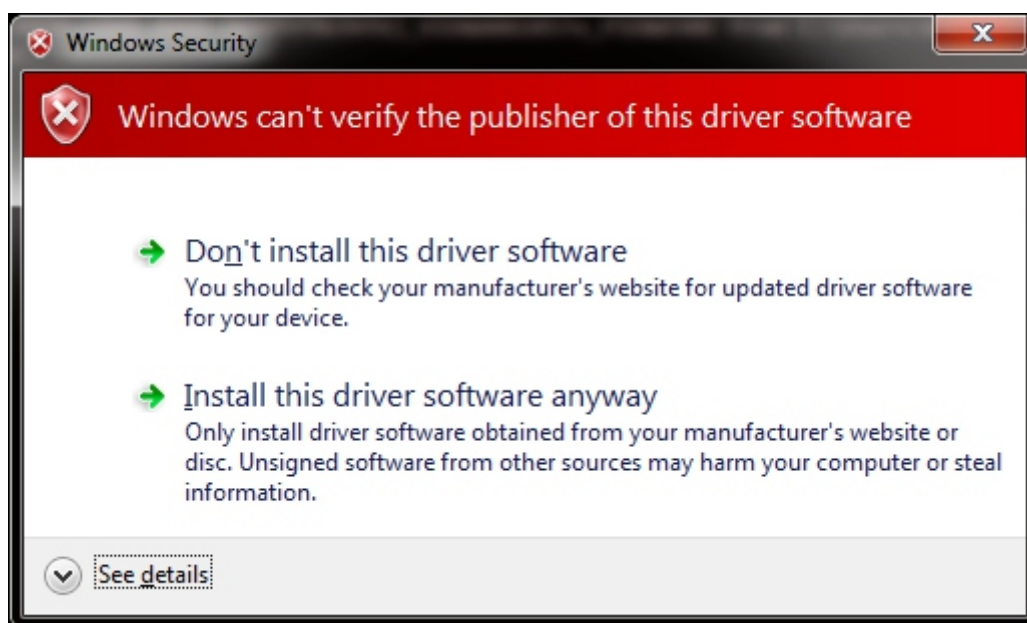 Windows Security
Windows can't verify the publisher of this driver software
Don't install this driver software
You should check your manufacturer's website for updated driver software
for your device.
Install this driver software anyway
Only install driver software obtained from your manufacturer's website or
disc. Unsigned software from other sources may harm your computer or steal
information.
See details